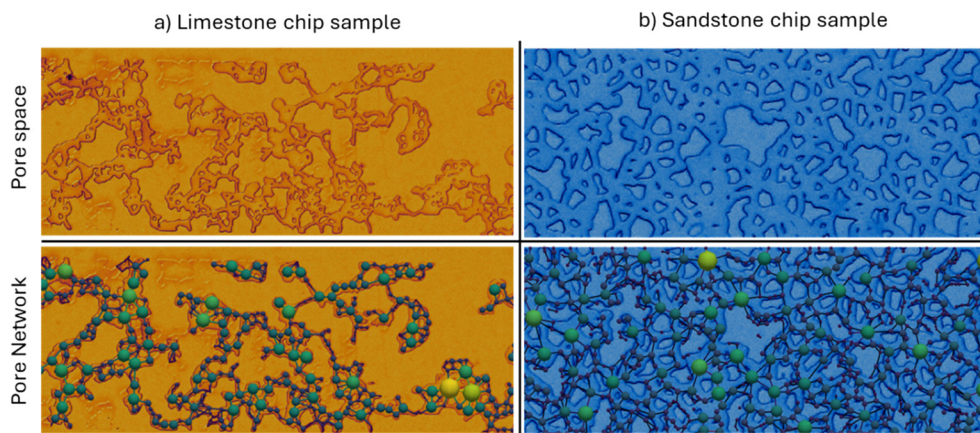 a) Limestone chip sample
b) Sandstone chip sample
Pore space
Pore Network